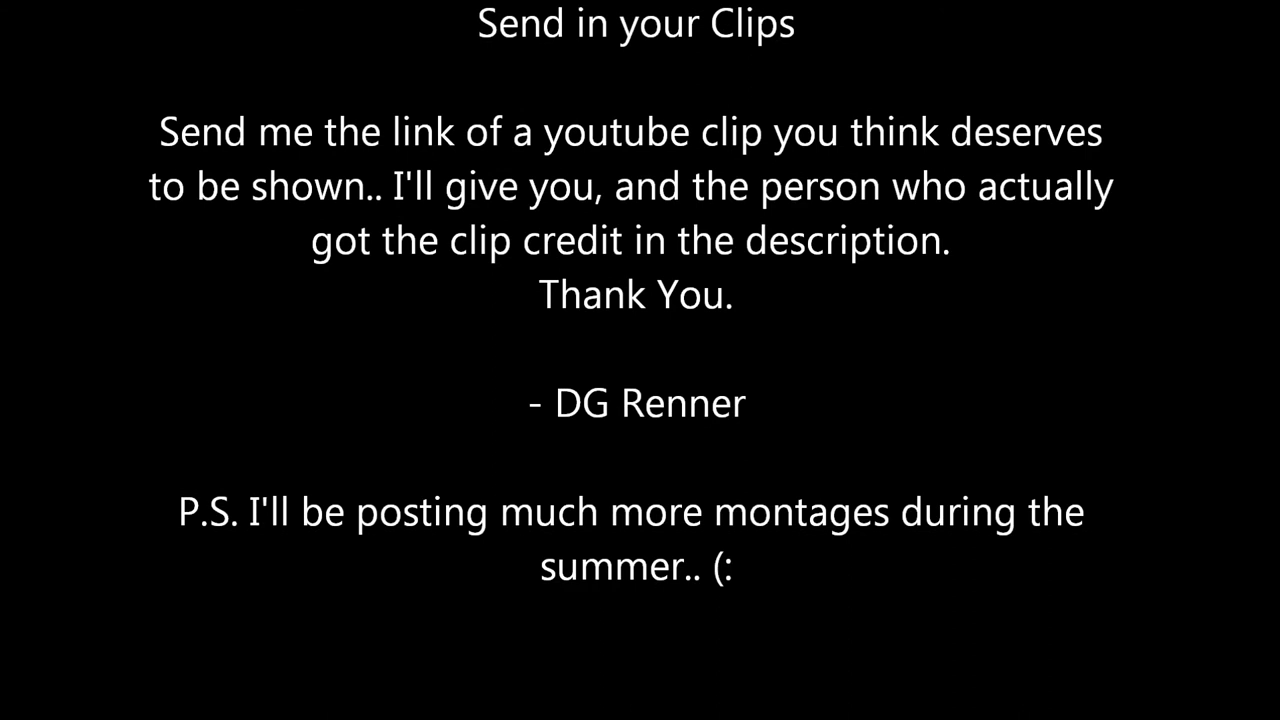 Send in your Clips
Send me the link of a youtube clip you think deserves
to be shown.. I'll give you, and the person who actually
got the clip credit in the description.
Thank You.
- DG Renner
P.S. I'll be posting much more montages during the
summer.. (: